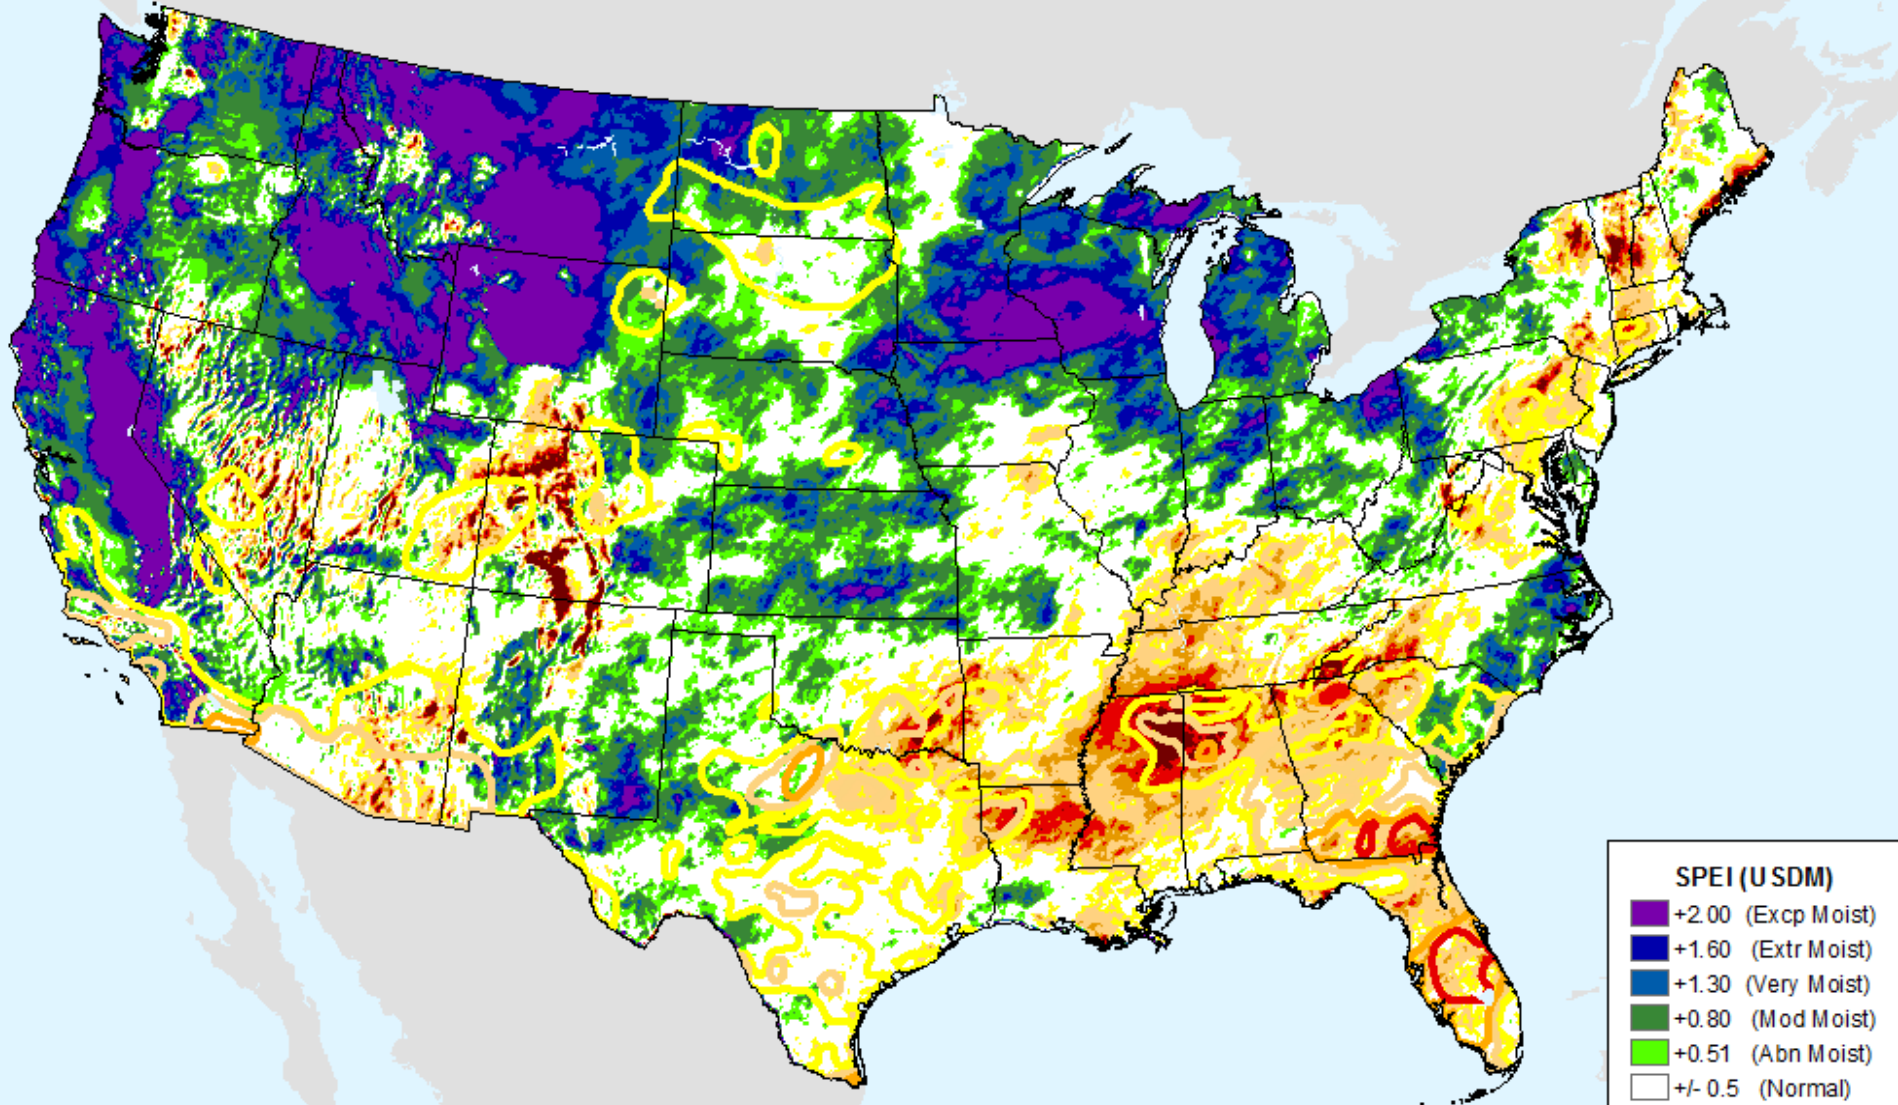 SPEI (USDM)
+2.00 (Excp Moist)
+1.60 (Extr Moist)
+1.30 (Very Moist)
+0.80 (Mod Moist)
+0.51 (Abn Moist)
+/- 0.5 (Normal)